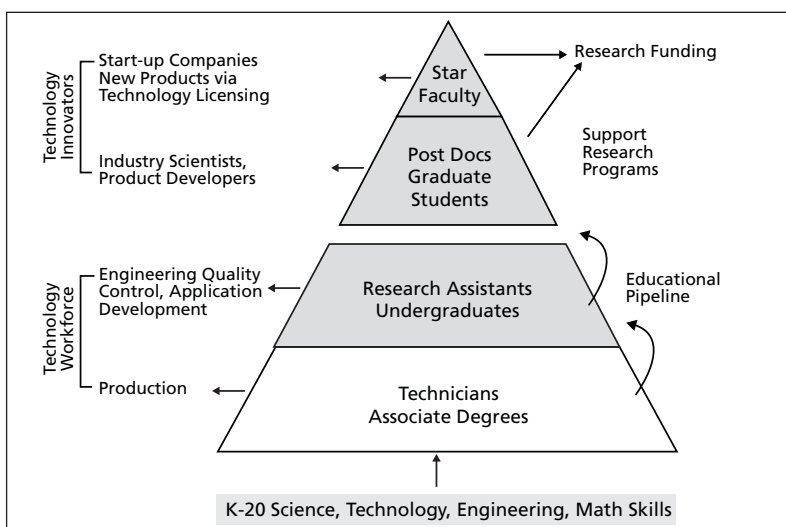 Start-up Companies
New Products via
Technology Licensing
Technology
Innovators
Industry Scientists,
Product Developers
Star
Faculty
Research Funding
Post Docs
Graduate
Students
Support
Research
Programs
Engineering Quality
Control, Application
Development
Technology
Workforce
Production
Research Assistants
Undergraduates
Educational
Pipeline
Technicians
Associate Degrees
K-20 Science, Technology, Engineering, Math Skills